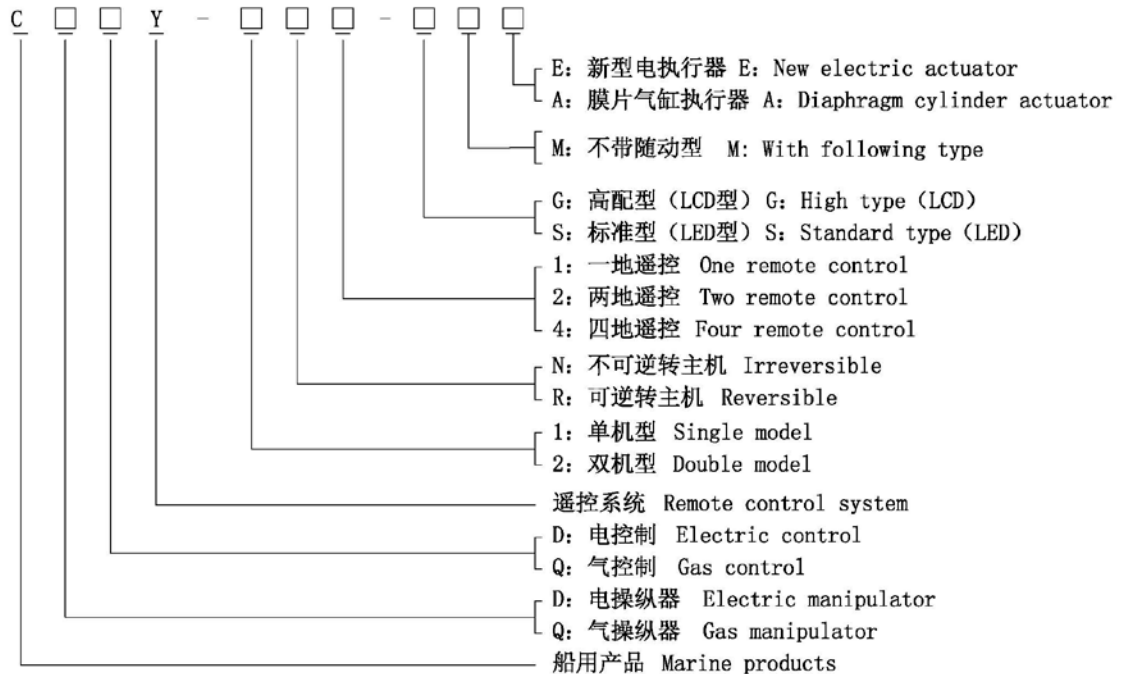 C □ □ Y - □ □ □ - □ □ □
E: 新型电执行器 E: New electric actuator
A: 膜片气缸执行器 A: Diaphragm cylinder actuator
M: 不带随动型 M: With following type
G: 高配型（LCD型）G: High type（LCD）
S: 标准型（LED型）S: Standard type（LED）
1: 一地遥控 One remote control
2: 两地遥控 Two remote control
4: 四地遥控 Four remote control
N: 不可逆转主机 Irreversible
R: 可逆转主机 Reversible
1: 单机型 Single model
2: 双机型 Double model
遥控系统 Remote control system
D: 电控制 Electric control
Q: 气控制 Gas control
D: 电操纵器 Electric manipulator
Q: 气操纵器 Gas manipulator
船用产品 Marine products